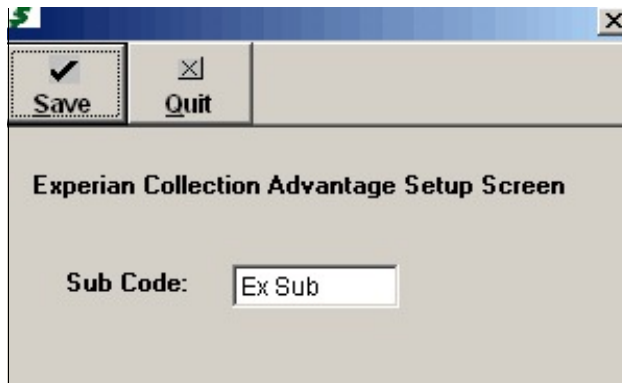 Save Quit
Experian Collection Advantage Setup Screen
Sub Code: Ex Sub